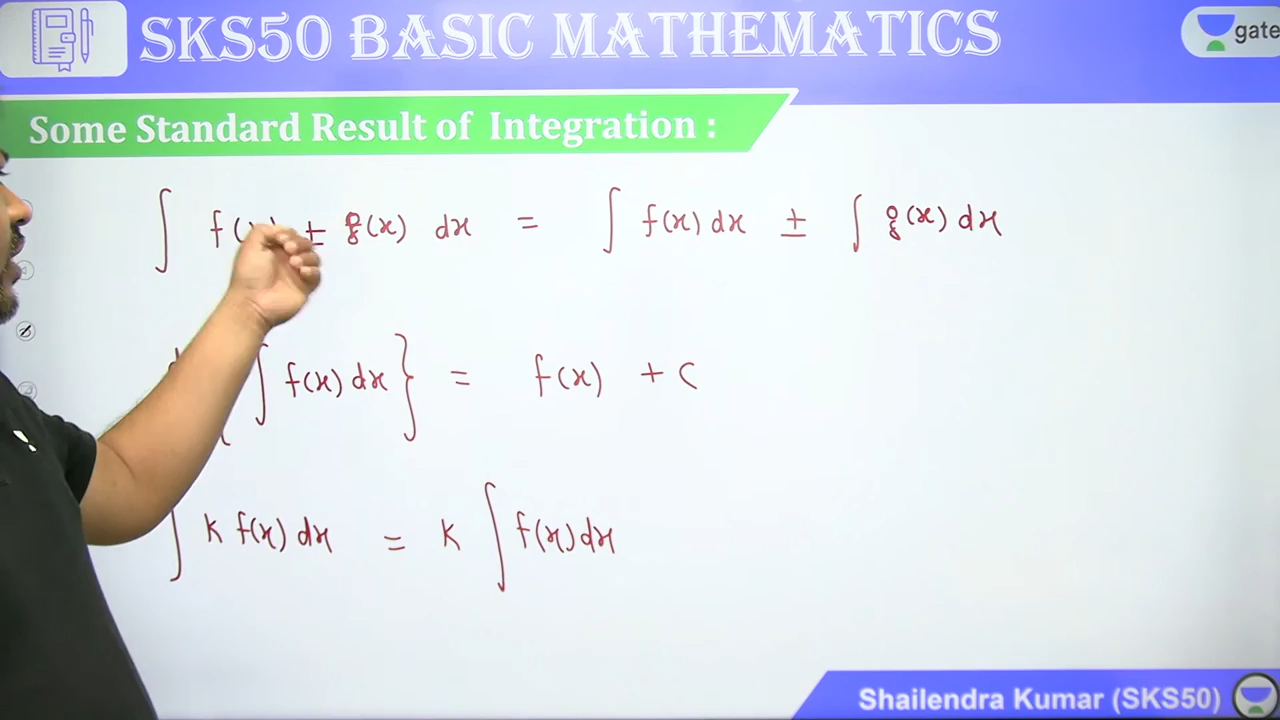 SKS50 BASIC MATHEMATICS
gate
Some Standard Result of Integration :
∫ f(x) ± g(x) dx = ∫ f(x) dx ± ∫ g(x) dx
∫ f(x) dx } = f(x) + C
∫ K f(x) dx = K ∫ f(x) dx
Shailendra Kumar (SKS50)